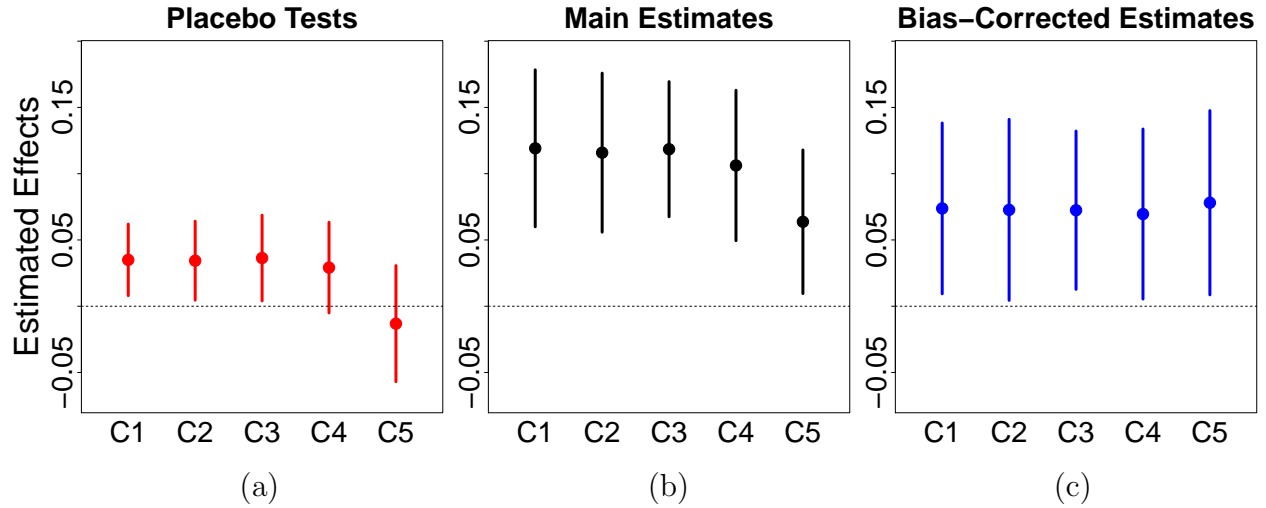 Placebo Tests
Main Estimates
Bias−Corrected Estimates
Estimated Effects
0.15
0.05
−0.05
0.15
0.05
−0.05
0.15
0.05
−0.05
C1 C2 C3 C4 C5
C1 C2 C3 C4 C5
C1 C2 C3 C4 C5
(a)
(b)
(c)